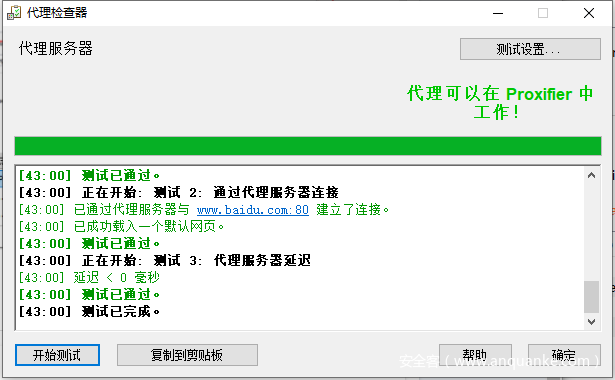 代理检查器
代理服务器
测试设置...
代理可以在 Proxifier 中
工作！
[43:00] 测试已通过。
[43:00] 正在开始: 测试 2: 通过代理服务器连接
[43:00] 已通过代理服务器与 www.baidu.com:80 建立了连接。
[43:00] 已成功载入一个默认网页。
[43:00] 测试已通过。
[43:00] 正在开始: 测试 3: 代理服务器延迟
[43:00] 延迟 < 0 毫秒
[43:00] 测试已通过。
[43:00] 测试已完成。
开始测试
复制到剪贴板
帮助
确定
安全客（www.anquanke.com）